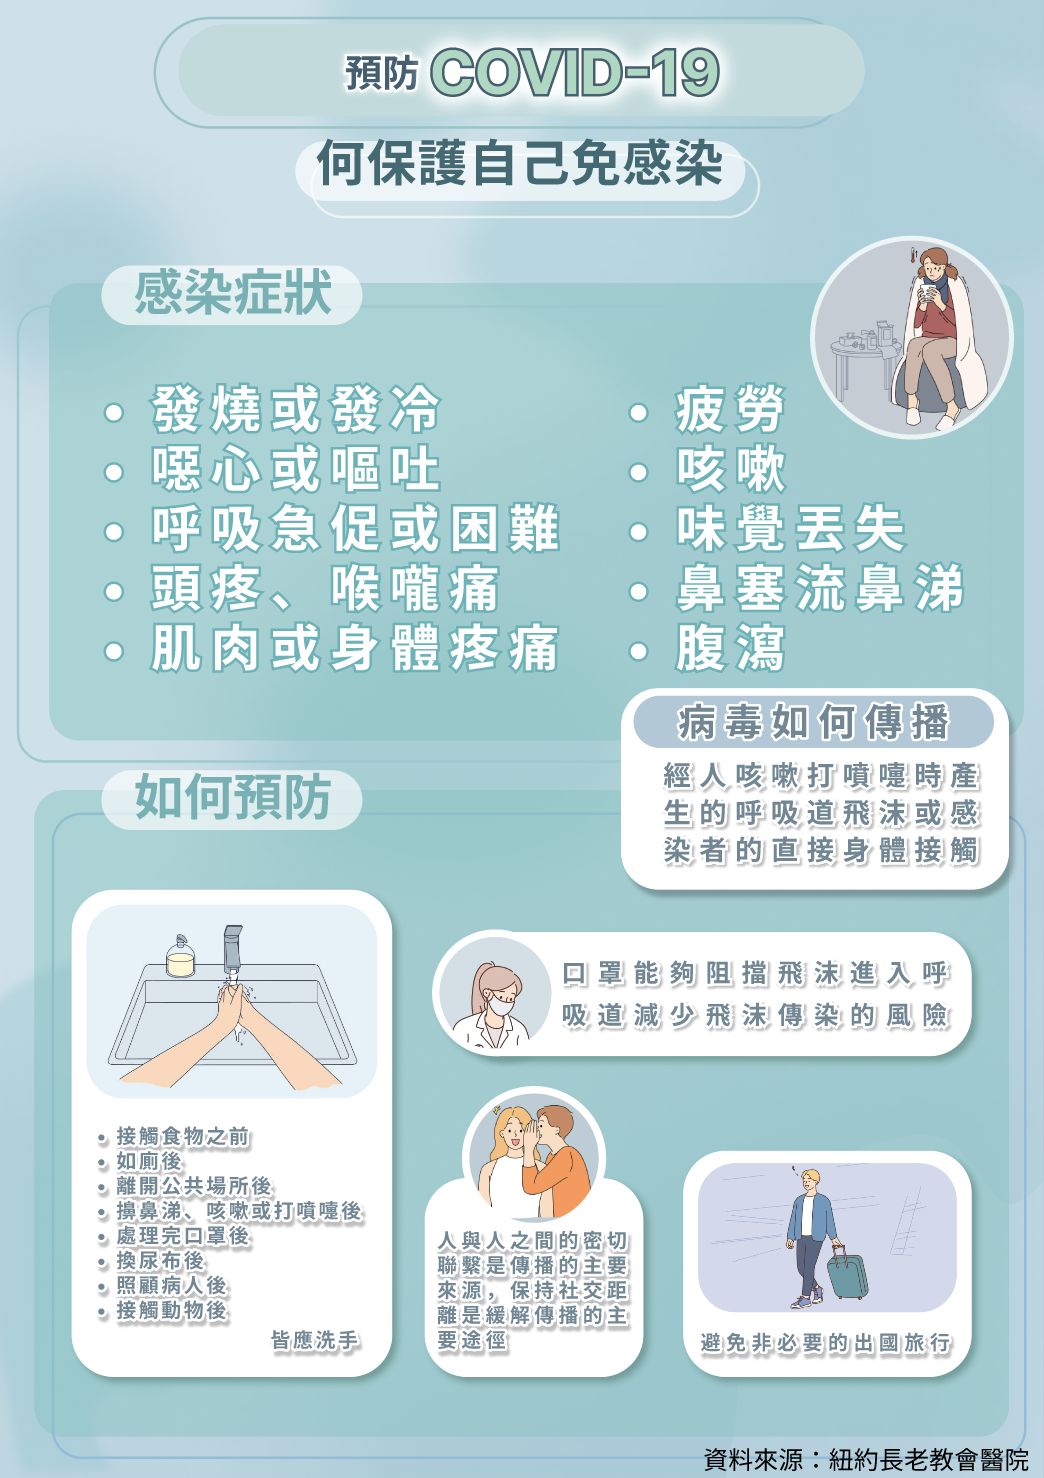 預防 COVID-19
何保護自己免感染
感染症狀
• 發燒或發冷
• 噁心或嘔吐
• 呼吸急促或困難
• 頭疼、喉嚨痛
• 肌肉或身體疼痛
• 疲勞
• 咳嗽
• 味覺丟失
• 鼻塞流鼻涕
• 腹瀉
病毒如何傳播
經人咳嗽打噴嚏時產
生的呼吸道飛沫或感
染者的直接身體接觸
如何預防
• 接觸食物之前
• 如廁後
• 離開公共場所後
• 擤鼻涕、咳嗽或打噴嚏後
• 處理完口罩後
• 換尿布後
• 照顧病人後
• 接觸動物後
皆應洗手
口罩能夠阻擋飛沫進入呼
吸道減少飛沫傳染的風險
人與人之間的密切
聯繫是傳播的主要
來源，保持社交距
離是緩解傳播的主
要途徑
避免非必要的出國旅行
資料來源：紐約長老教會醫院